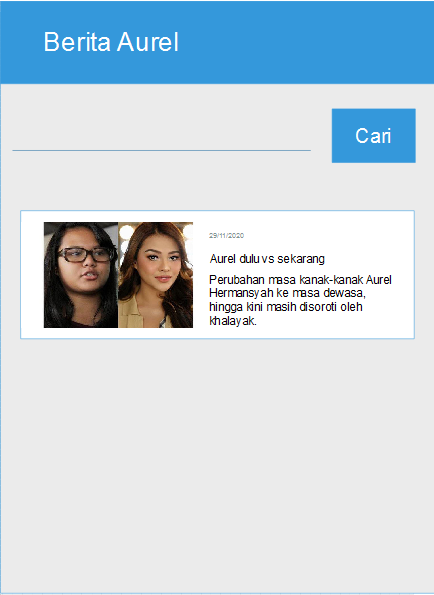 Berita Aurel
Cari
29/11/2020
Aurel dulu vs sekarang
Perubahan masa kanak-kanak Aurel
Hermansyah ke masa dewasa,
hingga kini masih disoroti oleh
khalayak.